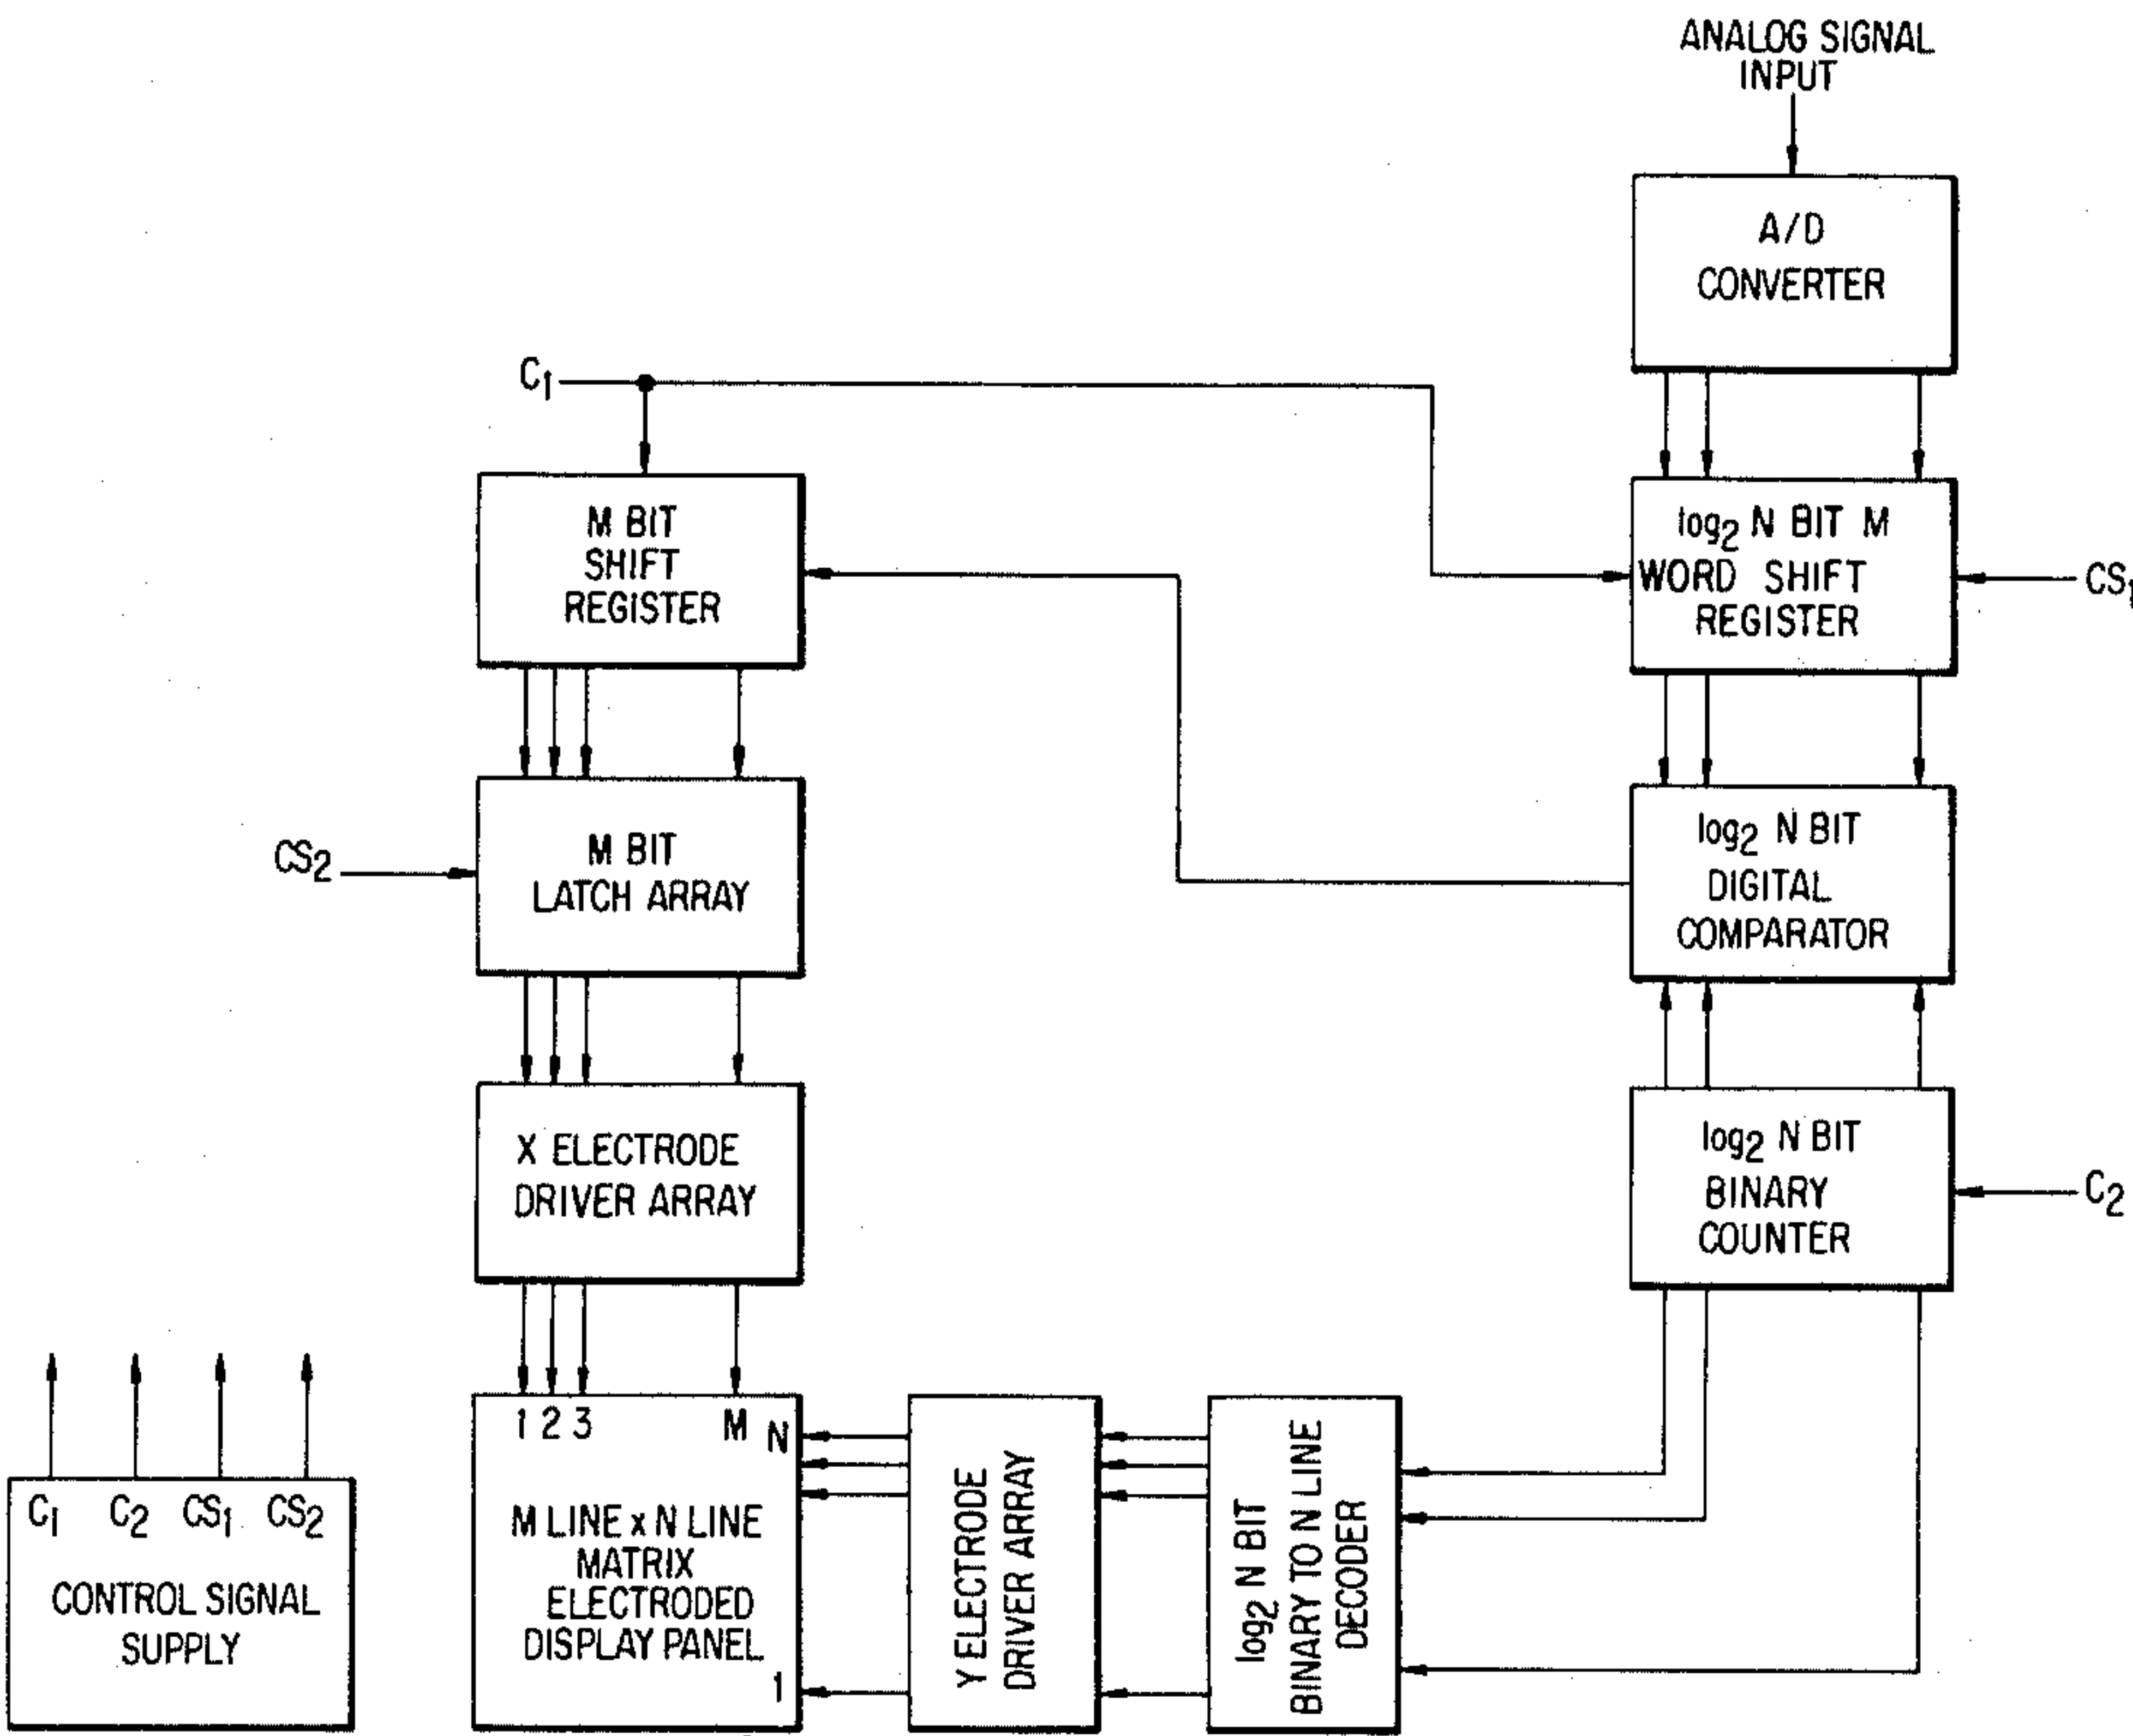 ANALOG SIGNAL
INPUT
A/D
CONVERTER
C₁
M BIT
SHIFT
REGISTER
log₂ N BIT M
WORD SHIFT
REGISTER
CS₁
CS₂
M BIT
LATCH ARRAY
log₂ N BIT
DIGITAL
COMPARATOR
X ELECTRODE
DRIVER ARRAY
log₂ N BIT
BINARY
COUNTER
C₂
C₁ C₂ CS₁ CS₂
CONTROL SIGNAL
SUPPLY
1 2 3 M N
M LINE x N LINE
MATRIX
ELECTRODED
DISPLAY PANEL
1
Y ELECTRODE
DRIVER ARRAY
log₂ N BIT
BINARY TO N LINE
DECODER